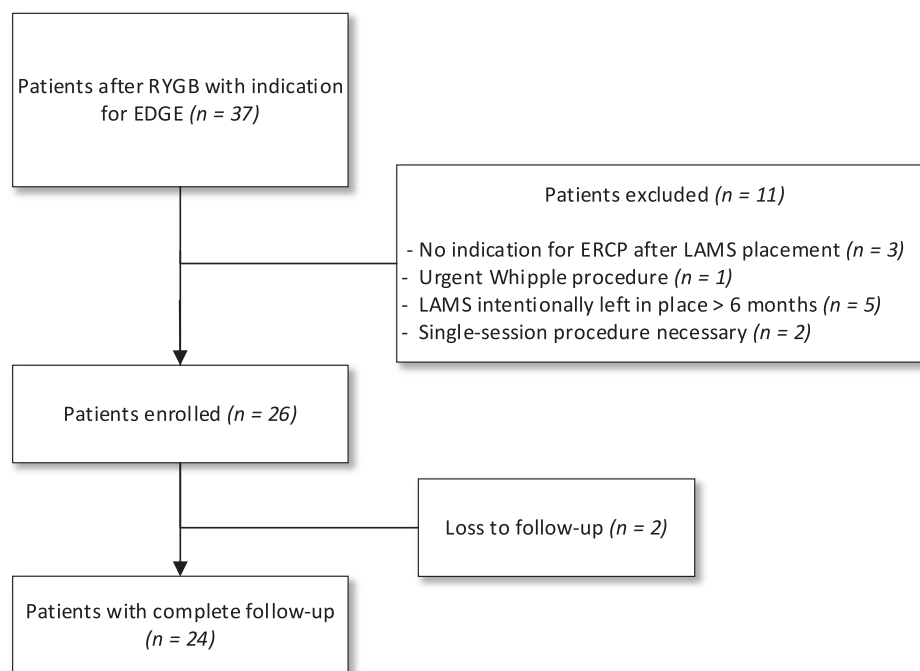 Patients after RYGB with indication
for EDGE (n = 37)
Patients excluded (n = 11)
- No indication for ERCP after LAMS placement (n = 3)
- Urgent Whipple procedure (n = 1)
- LAMS intentionally left in place > 6 months (n = 5)
- Single-session procedure necessary (n = 2)
Patients enrolled (n = 26)
Loss to follow-up (n = 2)
Patients with complete follow-up
(n = 24)